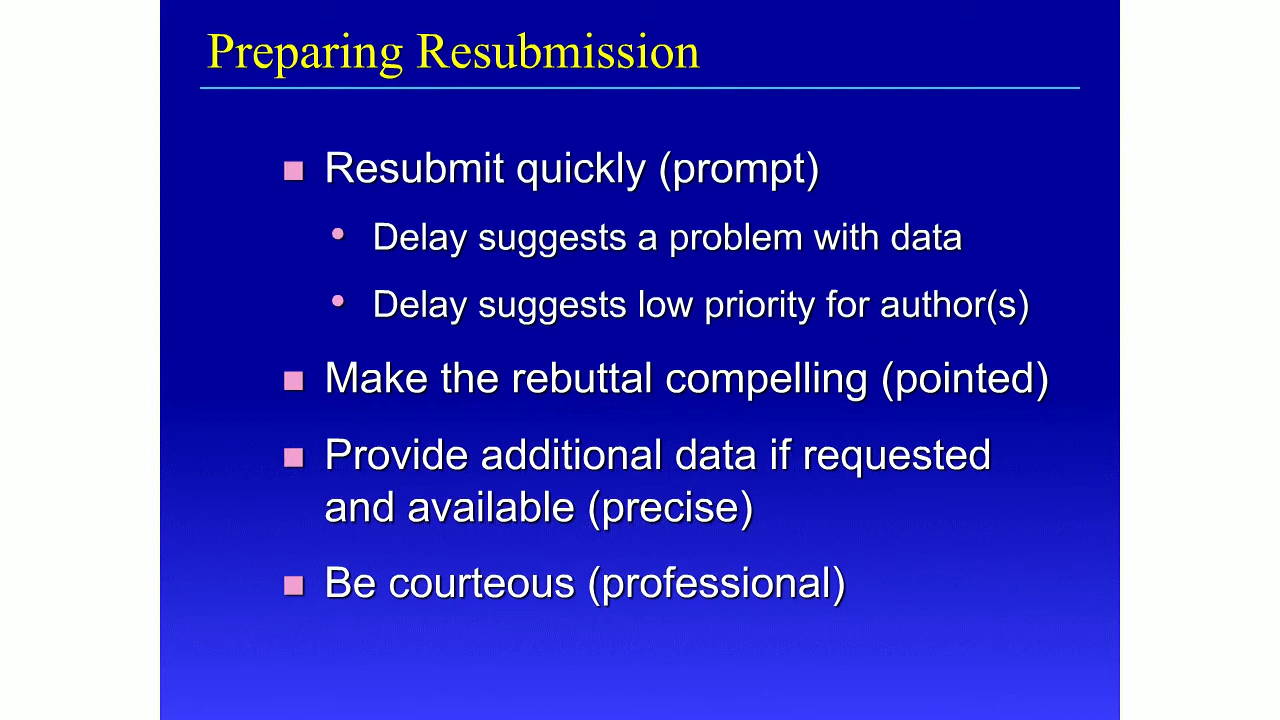 Preparing Resubmission
Resubmit quickly (prompt)
Delay suggests a problem with data
Delay suggests low priority for author(s)
Make the rebuttal compelling (pointed)
Provide additional data if requested
and available (precise)
Be courteous (professional)